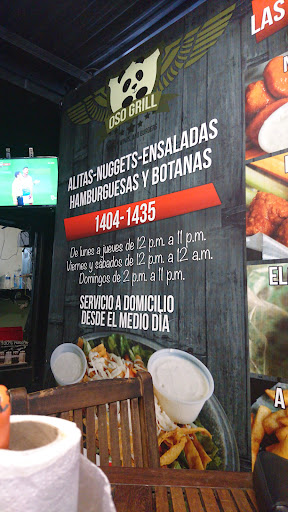 OSO GRILL
ALITAS-NUGGETS-ENSALADAS
HAMBURGUESAS Y BOTANAS
1404-1435
De lunes a jueves de 12 p.m. a 11 p.m.
Viernes y sábados de 12 p.m. a 12 a.m.
Domingos de 2 p.m. a 11 p.m.
SERVICIO A DOMICILIO
DESDE EL MEDIO DÍA
LAS
EL
A